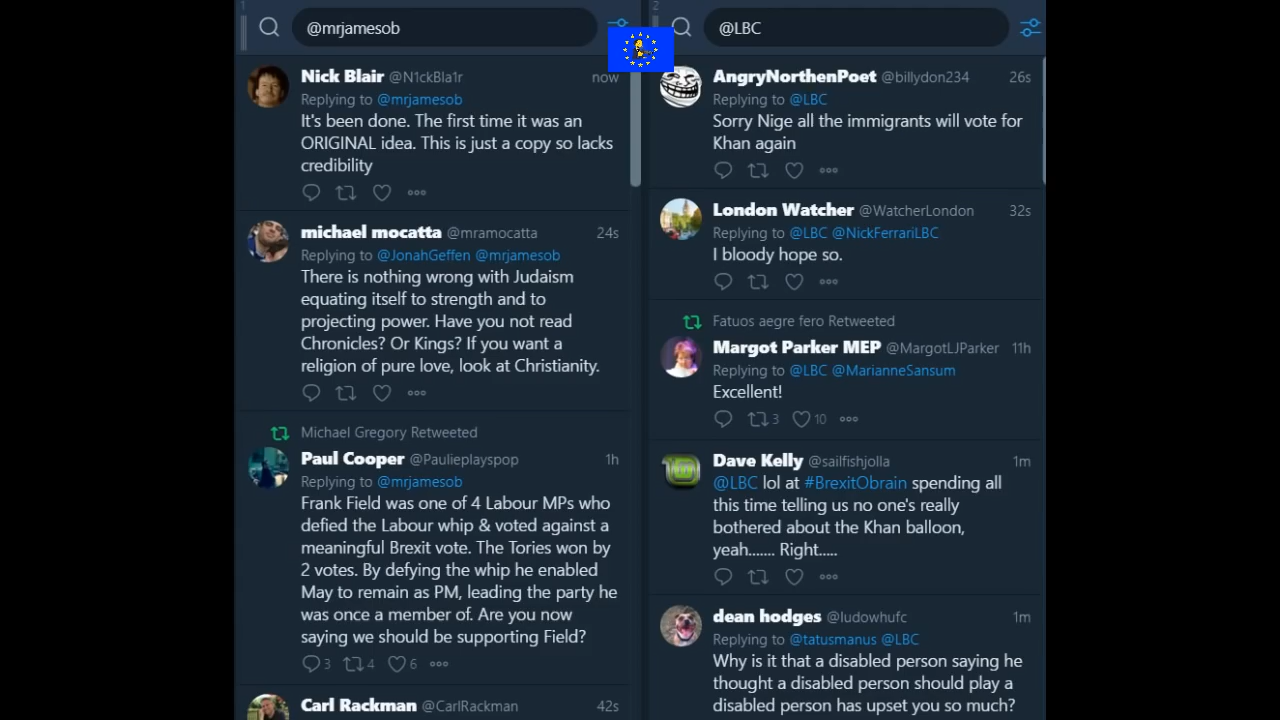 1
@mrjamesob
Nick Blair @N1ckBla1r now
Replying to @mrjamesob
It's been done. The first time it was an
ORIGINAL idea. This is just a copy so lacks
credibility
michael mocatta @mramocatta 24s
Replying to @JonahGeffen @mrjamesob
There is nothing wrong with Judaism
equating itself to strength and to
projecting power. Have you not read
Chronicles? Or Kings? If you want a
religion of pure love, look at Christianity.
Michael Gregory Retweeted
Paul Cooper @Paulieplayspop 1h
Replying to @mrjamesob
Frank Field was one of 4 Labour MPs who
defied the Labour whip & voted against a
meaningful Brexit vote. The Tories won by
2 votes. By defying the whip he enabled
May to remain as PM, leading the party he
was once a member of. Are you now
saying we should be supporting Field?
3 4 6
Carl Rackman @CarlRackman 42s
2
@LBC
AngryNorthenPoet @billydon234 26s
Replying to @LBC
Sorry Nige all the immigrants will vote for
Khan again
London Watcher @WatcherLondon 32s
Replying to @LBC @NickFerrariLBC
I bloody hope so.
Fatuos aegre fero Retweeted
Margot Parker MEP @MargotLJParker 11h
Replying to @LBC @MarianneSansum
Excellent!
3 10
Dave Kelly @sailfishjolla 1m
@LBC lol at #BrexitObrain spending all
this time telling us no one's really
bothered about the Khan balloon,
yeah....... Right.....
dean hodges @ludowhufc 1m
Replying to @tatusmanus @LBC
Why is it that a disabled person saying he
thought a disabled person should play a
disabled person has upset you so much?